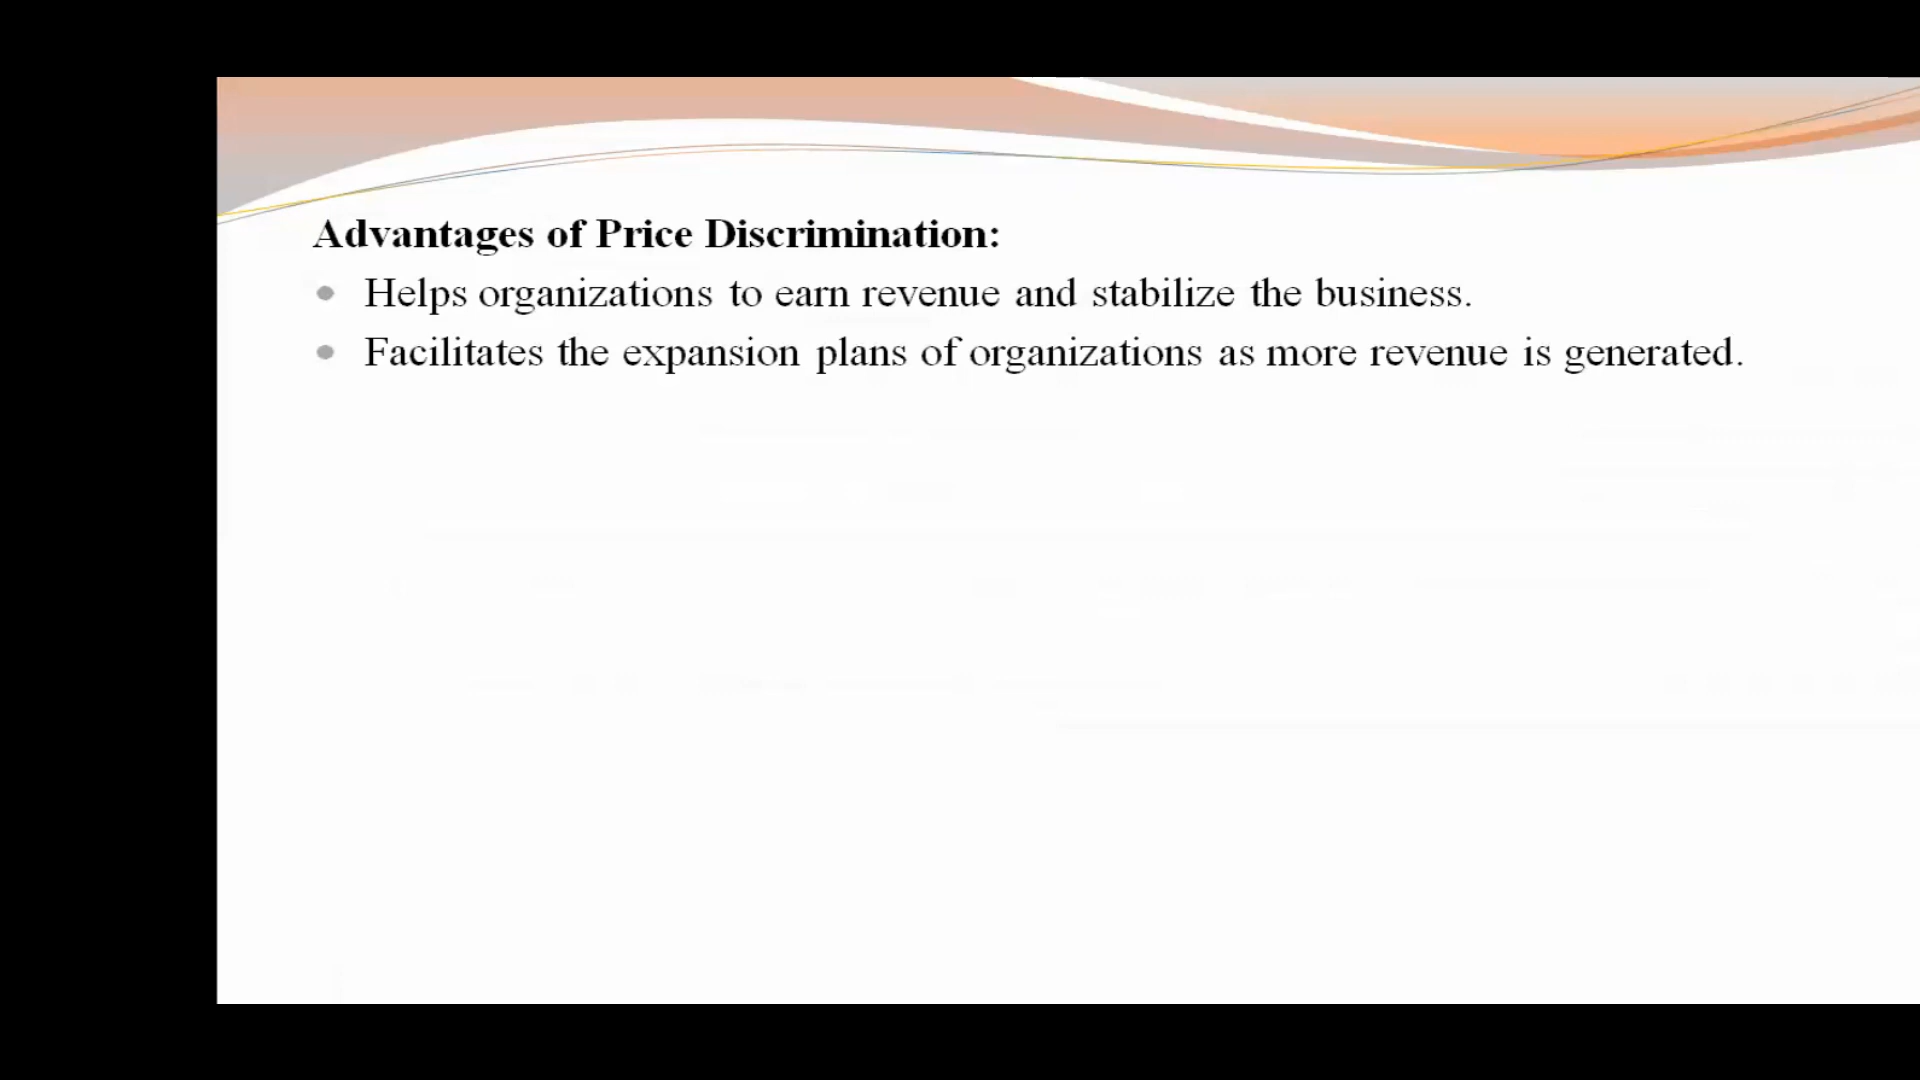 Advantages of Price Discrimination:
Helps organizations to earn revenue and stabilize the business.
Facilitates the expansion plans of organizations as more revenue is generated.